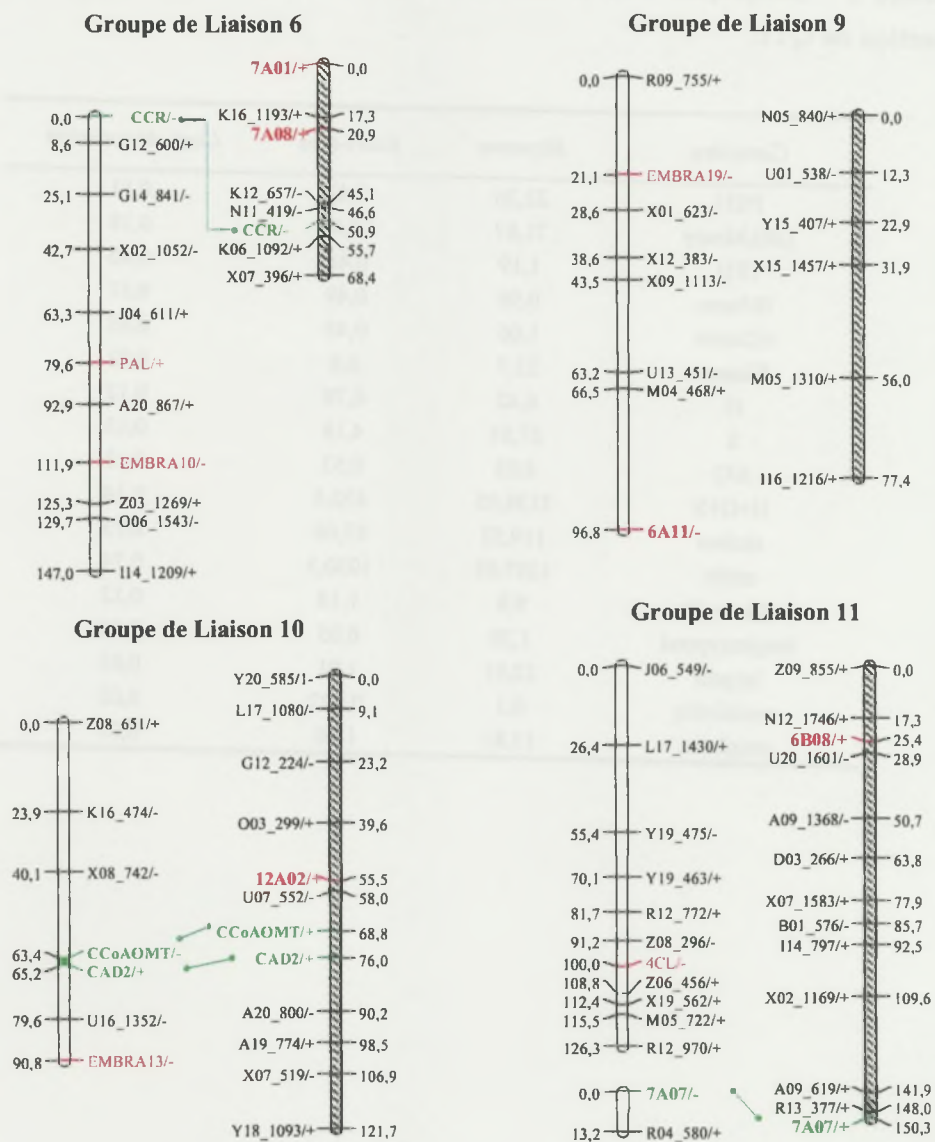 Groupe de Liaison 6
0,0 CCR/-
8,6 G12_600/+
25,1 G14_841/-
42,7 X02_1052/-
63,3 J04_611/+
79,6 PAL/+
92,9 A20_867/+
111,9 EMBRA10/-
125,3 Z03_1269/+
129,7 O06_1543/-
147,0 I14_1209/+
7A01/+ 0,0
K16_1193/+ 17,3
7A08/+ 20,9
K12_657/- 45,1
N11_419/- 46,6
CCR/- 50,9
K06_1092/+ 55,7
X07_396/+ 68,4
Groupe de Liaison 9
0,0 R09_755/+
21,1 EMBRA19/-
28,6 X01_623/-
38,6 X12_383/-
43,5 X09_1113/-
63,2 U13_451/-
66,5 M04_468/+
96,8 6A11/-
N05_840/+ 0,0
U01_538/- 12,3
Y15_407/+ 22,9
X15_1457/+ 31,9
M05_1310/+ 56,0
I16_1216/+ 77,4
Groupe de Liaison 10
0,0 Z08_651/+
23,9 K16_474/-
40,1 X08_742/-
63,4 CCoAOMT/-
65,2 CAD2/+
79,6 U16_1352/-
90,8 EMBRA13/-
Y20_585/1- 0,0
L17_1080/- 9,1
G12_224/- 23,2
O03_299/+ 39,6
12A02/+ 55,5
U07_552/- 58,0
CCoAOMT/+ 68,8
CAD2/+ 76,0
A20_800/- 90,2
A19_774/+ 98,5
X07_519/- 106,9
Y18_1093/+ 121,7
Groupe de Liaison 11
0,0 J06_549/-
26,4 L17_1430/+
55,4 Y19_475/-
70,1 Y19_463/+
81,7 R12_772/+
91,2 Z08_296/-
100,0 4CL/-
108,8 Z06_456/+
112,4 X19_562/+
115,5 M05_722/+
126,3 R12_970/+
0,0 7A07/-
13,2 R04_580/+
Z09_855/+ 0,0
N12_1746/+ 17,3
6B08/+ 25,4
U20_1601/- 28,9
A09_1368/- 50,7
D03_266/+ 63,8
X07_1583/+ 77,9
B01_576/- 85,7
I14_797/+ 92,5
X02_1169/+ 109,6
A09_619/+ 141,9
R13_377/+ 148,0
7A07/+ 150,3